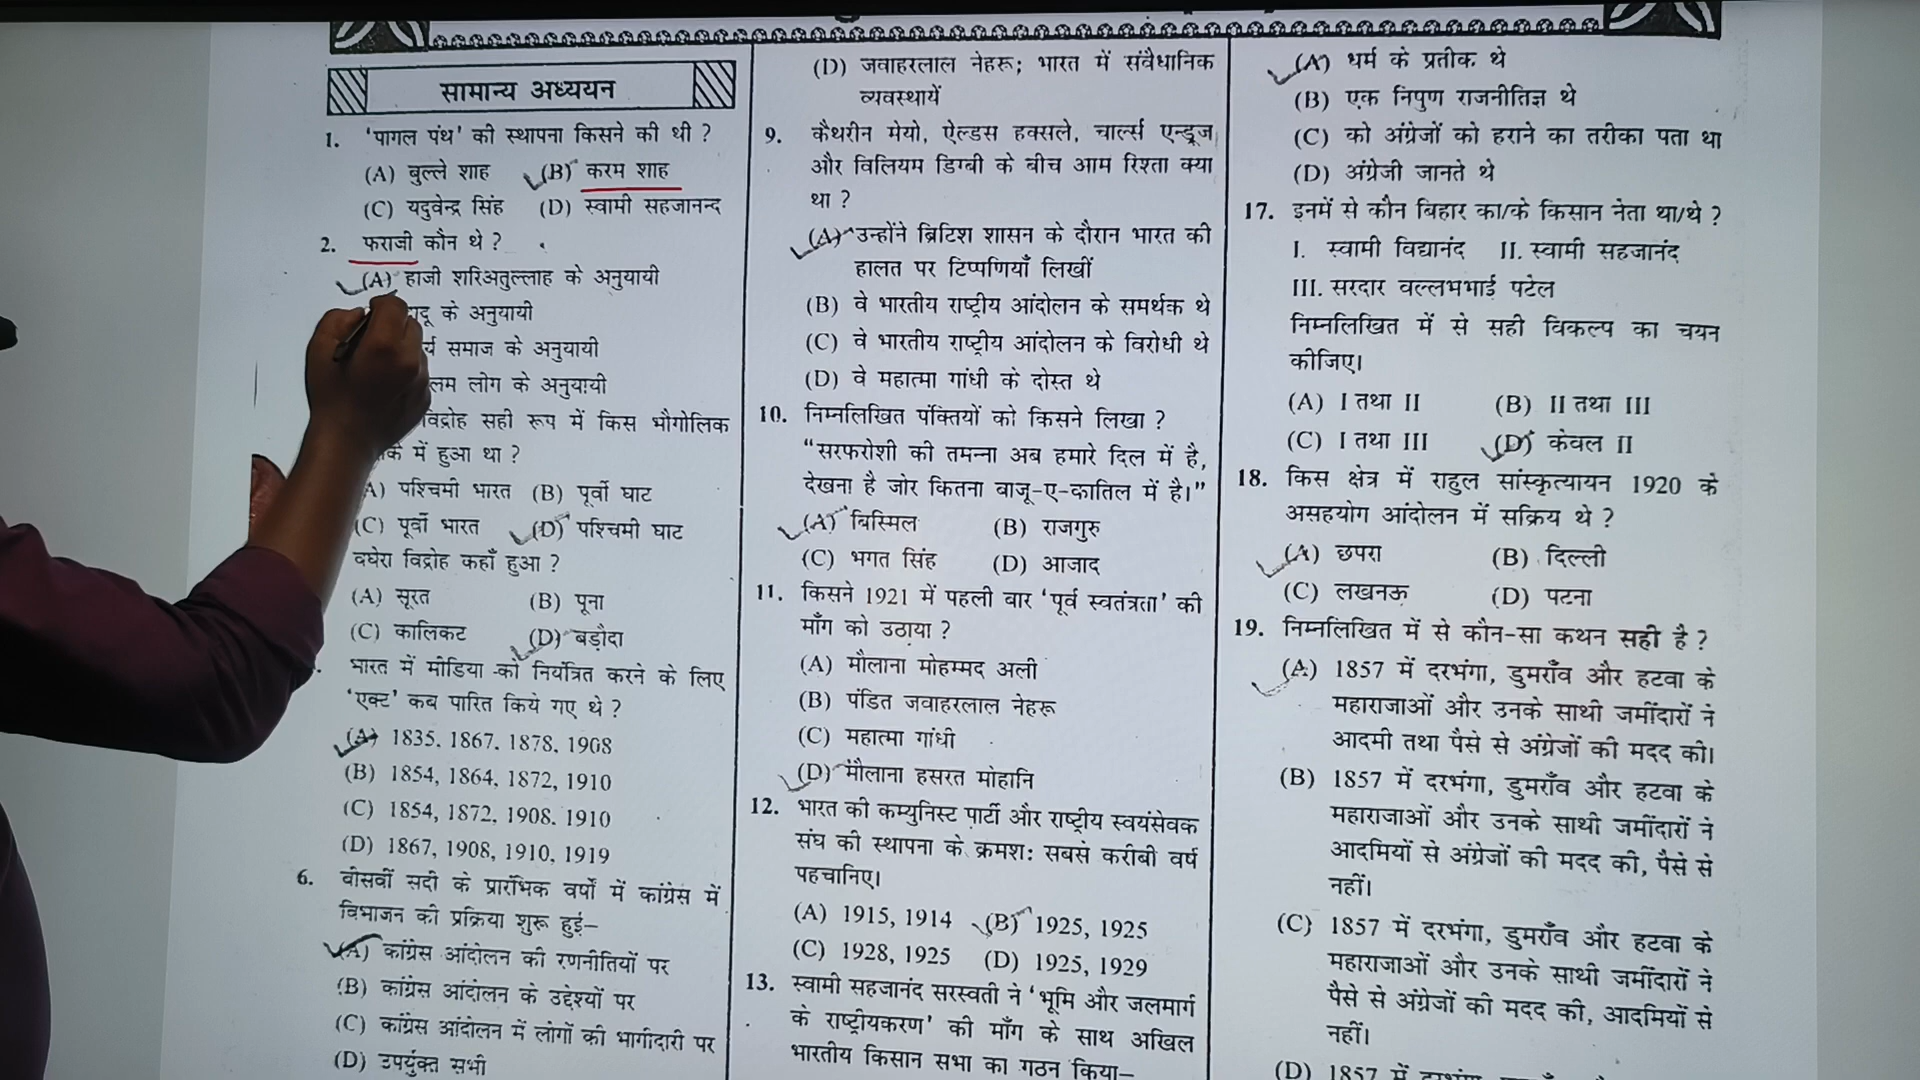 सामान्य अध्ययन
1. 'पागल पंथ' की स्थापना किसने की थी ?
(A) बुल्ले शाह (B) करम शाह
(C) यदुवेन्द्र सिंह (D) स्वामी सहजानन्द
2. फराजी कौन थे ?
(A) हाजी शरिअतुल्लाह के अनुयायी
के अनुयायी
समाज के अनुयायी
लोग के अनुयायी
विद्रोह सही रूप में किस भौगोलिक
में हुआ था ?
(A) पश्चिमी भारत (B) पूर्वी घाट
(C) पूर्वी भारत (D) पश्चिमी घाट
वघेरा विद्रोह कहाँ हुआ ?
(A) सूरत (B) पूना
(C) कालिकट (D) बड़ौदा
भारत में मीडिया को नियंत्रित करने के लिए
'एक्ट' कब पारित किये गए थे ?
(A) 1835, 1867, 1878, 1908
(B) 1854, 1864, 1872, 1910
(C) 1854, 1872, 1908, 1910
(D) 1867, 1908, 1910, 1919
6. बीसवीं सदी के प्रारंभिक वर्षों में कांग्रेस में
विभाजन की प्रक्रिया शुरू हुई–
(A) कांग्रेस आंदोलन की रणनीतियों पर
(B) कांग्रेस आंदोलन के उद्देश्यों पर
(C) कांग्रेस आंदोलन में लोगों की भागीदारी पर
(D) उपर्युक्त सभी
(D) जवाहरलाल नेहरू; भारत में संवैधानिक
व्यवस्थायें
9. कैथरीन मेयो, ऐल्डस हक्सले, चार्ल्स एन्ड्रूज
और विलियम डिग्बी के बीच आम रिश्ता क्या
था ?
(A) उन्होंने ब्रिटिश शासन के दौरान भारत की
हालत पर टिप्पणियाँ लिखीं
(B) वे भारतीय राष्ट्रीय आंदोलन के समर्थक थे
(C) वे भारतीय राष्ट्रीय आंदोलन के विरोधी थे
(D) वे महात्मा गांधी के दोस्त थे
10. निम्नलिखित पंक्तियों को किसने लिखा ?
"सरफरोशी की तमन्ना अब हमारे दिल में है,
देखना है जोर कितना बाजू-ए-कातिल में है।"
(A) बिस्मिल (B) राजगुरु
(C) भगत सिंह (D) आजाद
11. किसने 1921 में पहली बार 'पूर्व स्वतंत्रता' की
माँग को उठाया ?
(A) मौलाना मोहम्मद अली
(B) पंडित जवाहरलाल नेहरू
(C) महात्मा गांधी
(D) मौलाना हसरत मोहानि
12. भारत की कम्युनिस्ट पार्टी और राष्ट्रीय स्वयंसेवक
संघ की स्थापना के क्रमश: सबसे करीबी वर्ष
पहचानिए।
(A) 1915, 1914 (B) 1925, 1925
(C) 1928, 1925 (D) 1925, 1929
13. स्वामी सहजानंद सरस्वती ने 'भूमि और जलमार्ग
के राष्ट्रीयकरण' की माँग के साथ अखिल
भारतीय किसान सभा का गठन किया–
(A) धर्म के प्रतीक थे
(B) एक निपुण राजनीतिज्ञ थे
(C) को अंग्रेजों को हराने का तरीका पता था
(D) अंग्रेजी जानते थे
17. इनमें से कौन बिहार का/के किसान नेता था/थे ?
I. स्वामी विद्यानंद II. स्वामी सहजानंद
III. सरदार वल्लभभाई पटेल
निम्नलिखित में से सही विकल्प का चयन
कीजिए।
(A) I तथा II (B) II तथा III
(C) I तथा III (D) केवल II
18. किस क्षेत्र में राहुल सांस्कृत्यायन 1920 के
असहयोग आंदोलन में सक्रिय थे ?
(A) छपरा (B) दिल्ली
(C) लखनऊ (D) पटना
19. निम्नलिखित में से कौन-सा कथन सही है ?
(A) 1857 में दरभंगा, डुमराँव और हटवा के
महाराजाओं और उनके साथी जमींदारों ने
आदमी तथा पैसे से अंग्रेजों की मदद की।
(B) 1857 में दरभंगा, डुमराँव और हटवा के
महाराजाओं और उनके साथी जमींदारों ने
आदमियों से अंग्रेजों की मदद की, पैसे से
नहीं।
(C) 1857 में दरभंगा, डुमराँव और हटवा के
महाराजाओं और उनके साथी जमींदारों ने
पैसे से अंग्रेजों की मदद की, आदमियों से
नहीं।
(D) 1857 में